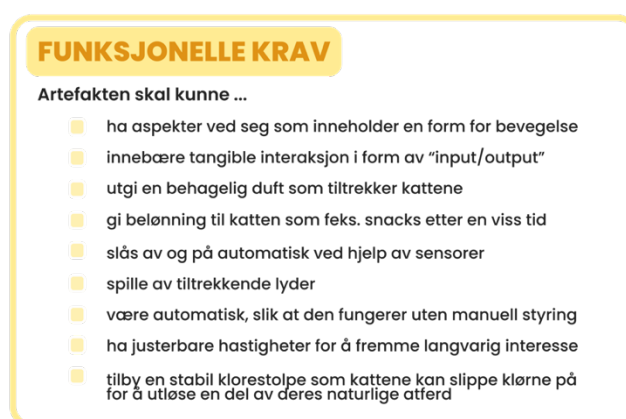 FUNKSJONELLE KRAV
Artefakten skal kunne ...
ha aspekter ved seg som inneholder en form for bevegelse
innebære tangible interaksjon i form av “input/output”
utgi en behagelig duft som tiltrekker kattene
gi belønning til katten som feks. snacks etter en viss tid
slås av og på automatisk ved hjelp av sensorer
spille av tiltrekkende lyder
være automatisk, slik at den fungerer uten manuell styring
ha justerbare hastigheter for å fremme langvarig interesse
tilby en stabil klorestolpe som kattene kan slippe klørne på
for å utløse en del av deres naturlige atferd